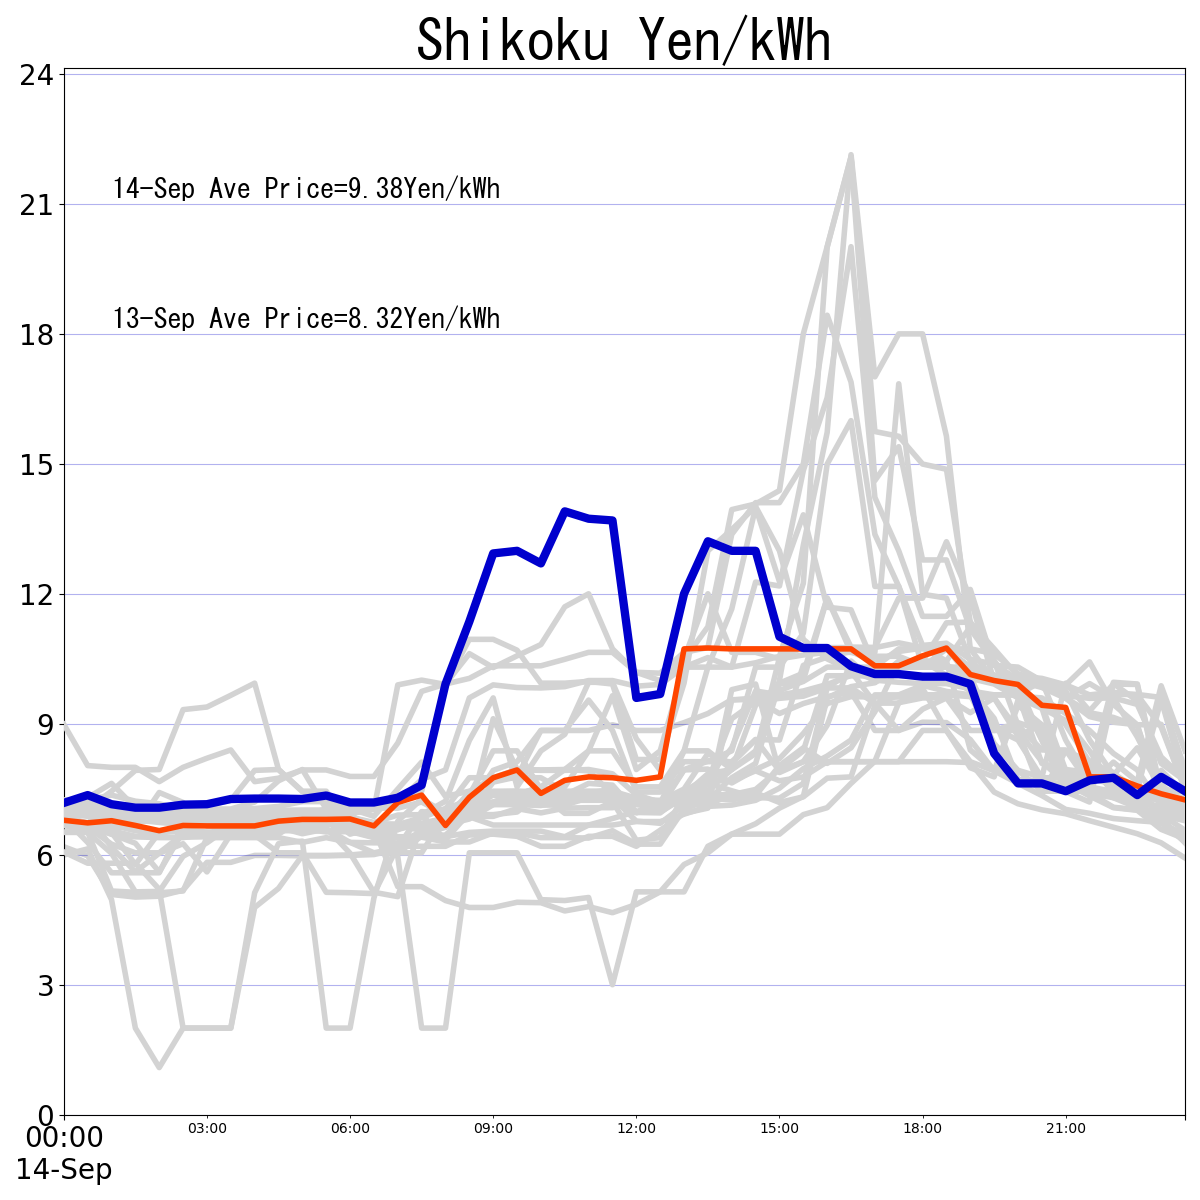 Shikoku Yen/kWh
24
21
18
15
12
9
6
3
0
14-Sep Ave Price=9.38Yen/kWh
13-Sep Ave Price=8.32Yen/kWh
00:00 03:00 06:00 09:00 12:00 15:00 18:00 21:00
14-Sep